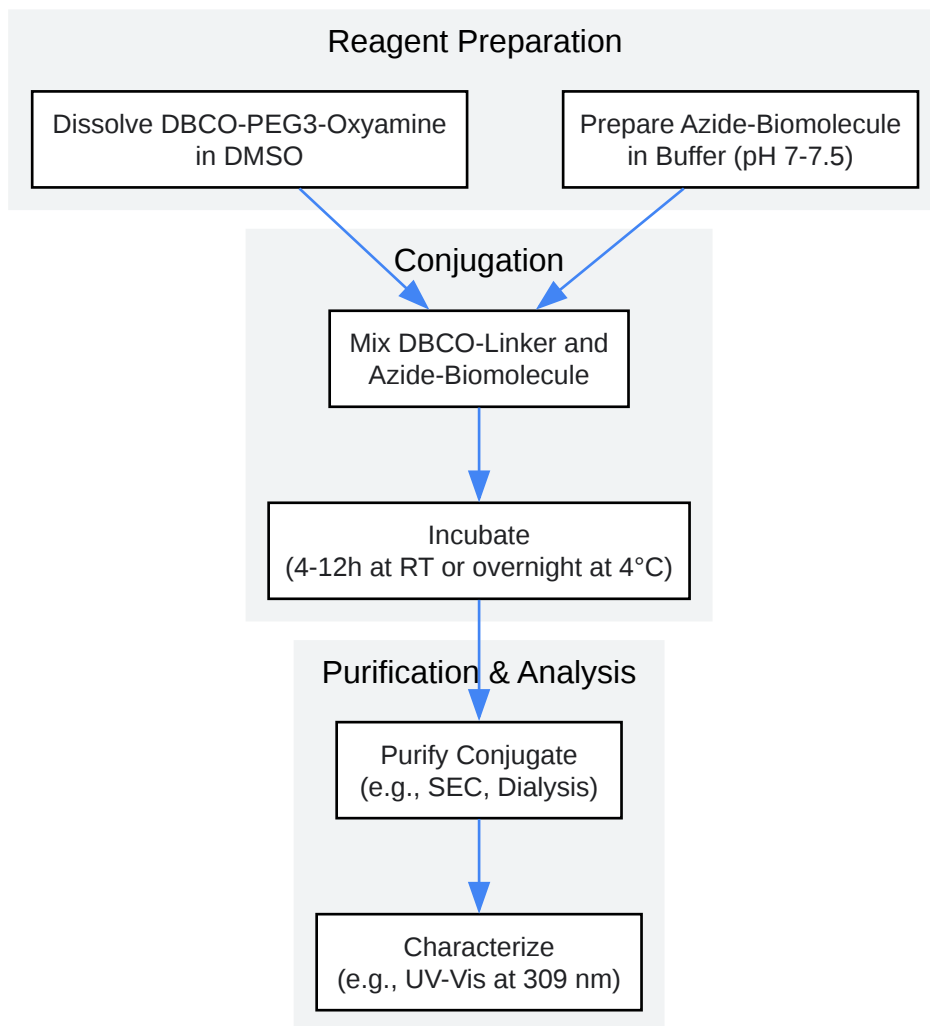 Reagent Preparation
Dissolve DBCO-PEG3-Oxyamine
in DMSO
Prepare Azide-Biomolecule
in Buffer (pH 7-7.5)
Conjugation
Mix DBCO-Linker and
Azide-Biomolecule
Incubate
(4-12h at RT or overnight at 4°C)
Purification & Analysis
Purify Conjugate
(e.g., SEC, Dialysis)
Characterize
(e.g., UV-Vis at 309 nm)